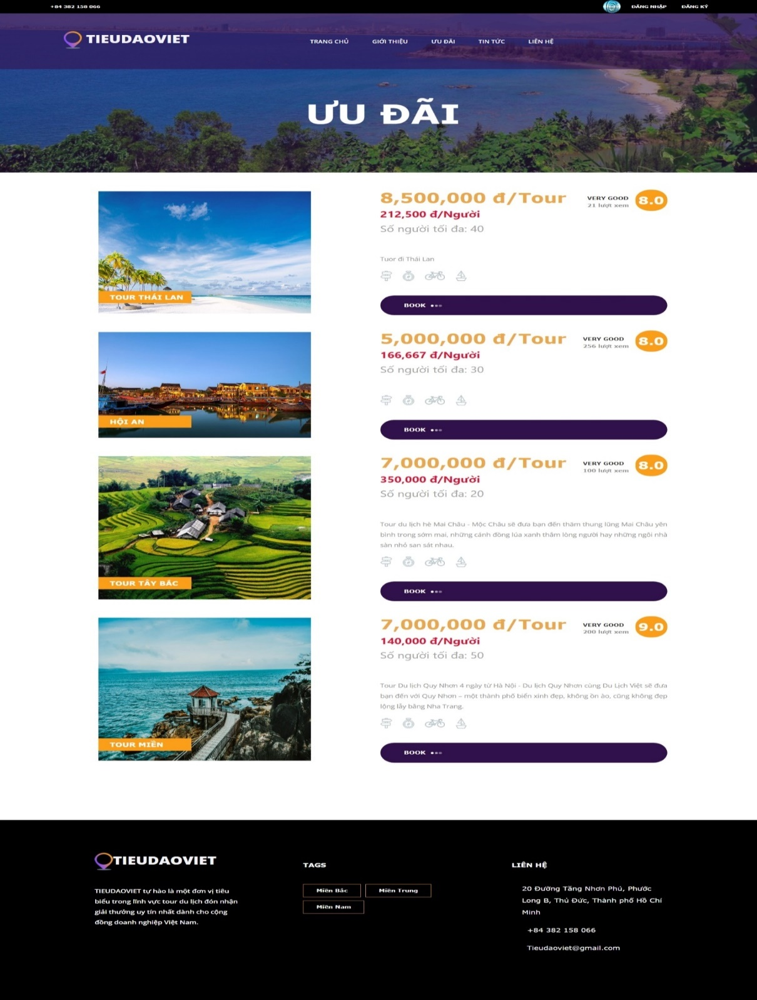 +84 382 158 066
ĐĂNG NHẬP
ĐĂNG KÝ
TIEUDAOVIET
TRANG CHỦ
GIỚI THIỆU
ƯU ĐÃI
TIN TỨC
LIÊN HỆ
ƯU ĐÃI
TOUR THÁI LAN
8,500,000 đ/Tour
VERY GOOD
21 lượt xem
8.0
212,500 đ/Người
Số người tối đa: 40
Tuor đi Thái Lan
BOOK
HỘI AN
5,000,000 đ/Tour
VERY GOOD
256 lượt xem
8.0
166,667 đ/Người
Số người tối đa: 30
BOOK
TOUR TÂY BẮC
7,000,000 đ/Tour
VERY GOOD
100 lượt xem
8.0
350,000 đ/Người
Số người tối đa: 20
Tour du lịch hè Mai Châu - Mộc Châu sẽ đưa bạn đến thăm thung lũng Mai Châu yên
bình trong sớm mai, những cánh đồng lúa xanh thắm lòng người hay những ngôi nhà
sàn nhỏ san sát nhau.
BOOK
TOUR MIỀN
7,000,000 đ/Tour
VERY GOOD
200 lượt xem
9.0
140,000 đ/Người
Số người tối đa: 50
Tour Du lịch Quy Nhơn 4 ngày từ Hà Nội - Du lịch Quy Nhơn cùng Du Lịch Việt sẽ đưa
bạn đến với Quy Nhơn – một thành phố biển xinh đẹp, không ồn ào, cũng không đẹp
lộng lẫy bằng Nha Trang.
BOOK
TIEUDAOVIET
TIEUDAOVIET tự hào là một đơn vị tiêu
biểu trong lĩnh vực tour du lịch đón nhận
giải thưởng uy tín nhất dành cho cộng
đồng doanh nghiệp Việt Nam.
TAGS
Miền Bắc
Miền Trung
Miền Nam
LIÊN HỆ
20 Đường Tăng Nhơn Phú, Phước
Long B, Thủ Đức, Thành phố Hồ Chí
Minh
+84 382 158 066
Tieudaoviet@gmail.com